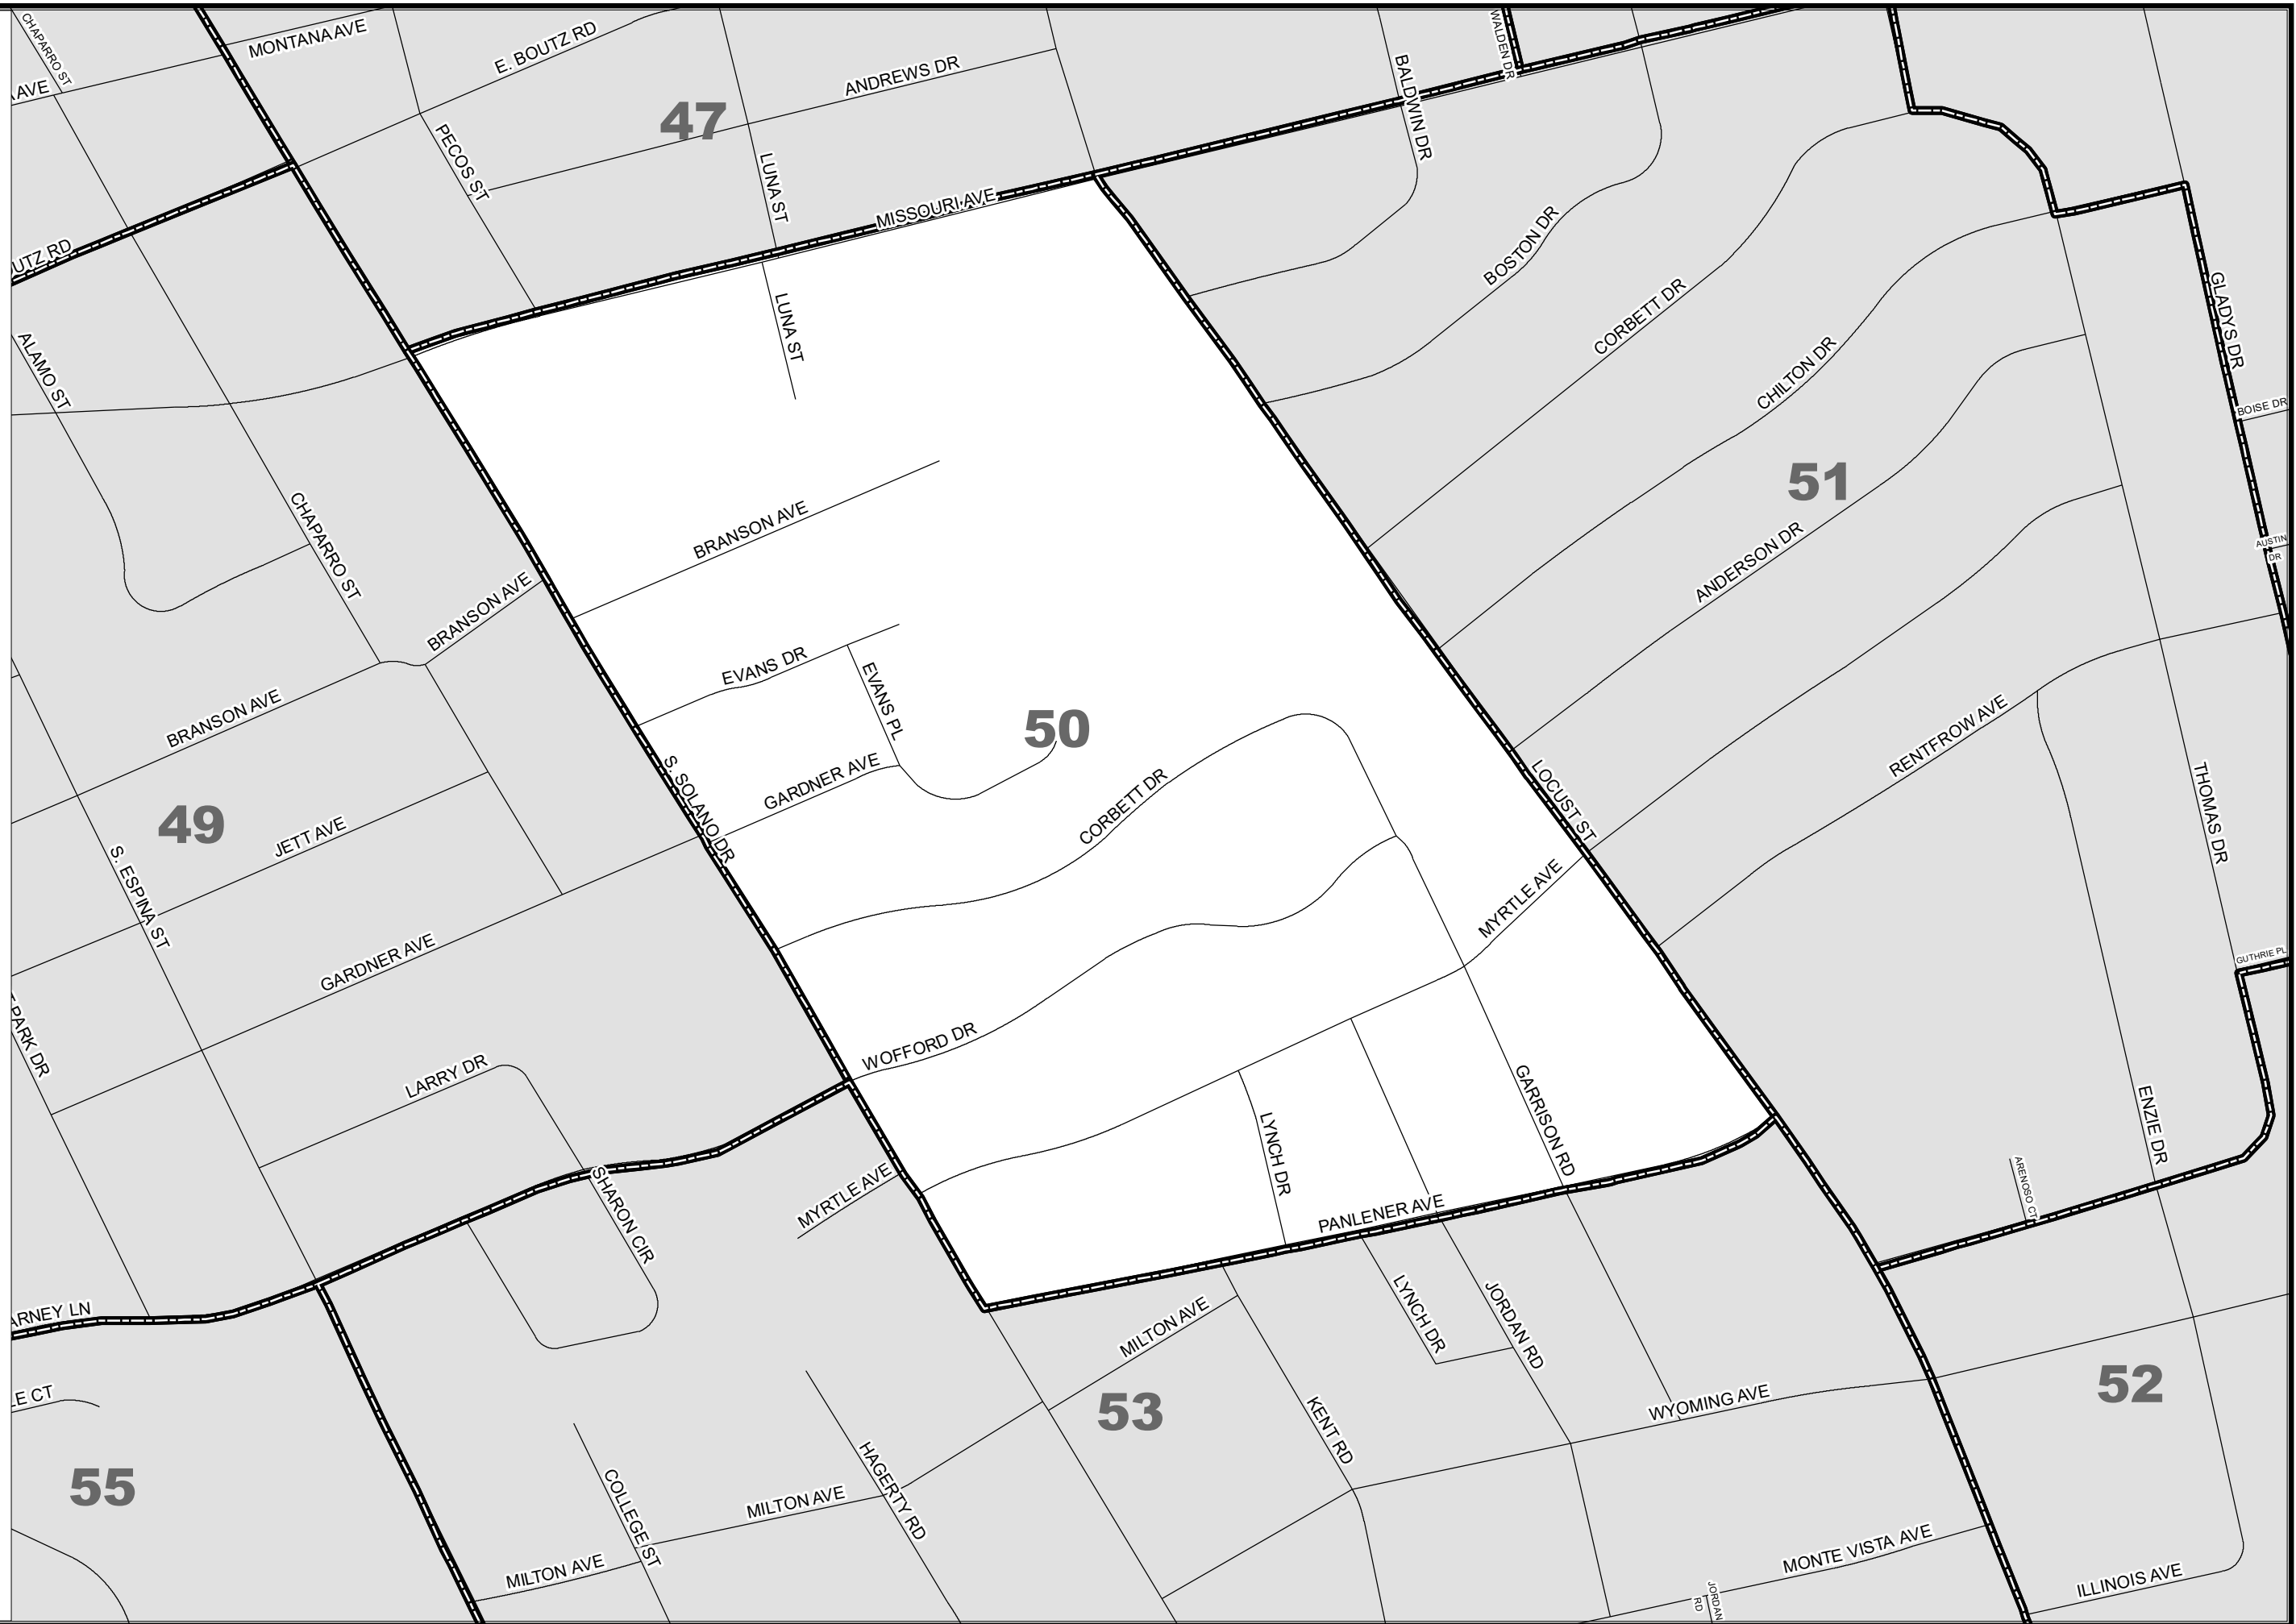 CHAPARRO ST
MONTANA AVE
E. BOUTZ RD
ANDREWS DR
WALDEN DR
BALDWIN DR
AVE
47
PECOS ST
LUNA ST
MISSOURI AVE
UTZ RD
BOSTON DR
CORBETT DR
GLADYS DR
LUNA ST
ALAMO ST
CHILTON DR
BOISE DR
51
CHAPARRO ST
BRANSON AVE
AUSTIN
DR
ANDERSON DR
BRANSON AVE
EVANS DR
EVANS PL
BRANSON AVE
50
RENTFROW AVE
S. SOLANO DR
GARDNER AVE
CORBETT DR
LOCUST ST
THOMAS DR
49
JETT AVE
S. ESPINA ST
MYRTLE AVE
GARDNER AVE
GUTHRIE PL
PARK DR
WOFFORD DR
LARRY DR
GARRISON RD
LYNCH DR
ENZIE DR
ARENOSO CT
SHARON CIR
MYRTLE AVE
PANLENER AVE
ARNEY LN
MILTON AVE
LYNCH DR
JORDAN RD
LE CT
53
KENT RD
WYOMING AVE
52
55
HAGERTY RD
COLLEGE ST
MILTON AVE
MILTON AVE
MONTE VISTA AVE
JORDAN
RD
ILLINOIS AVE